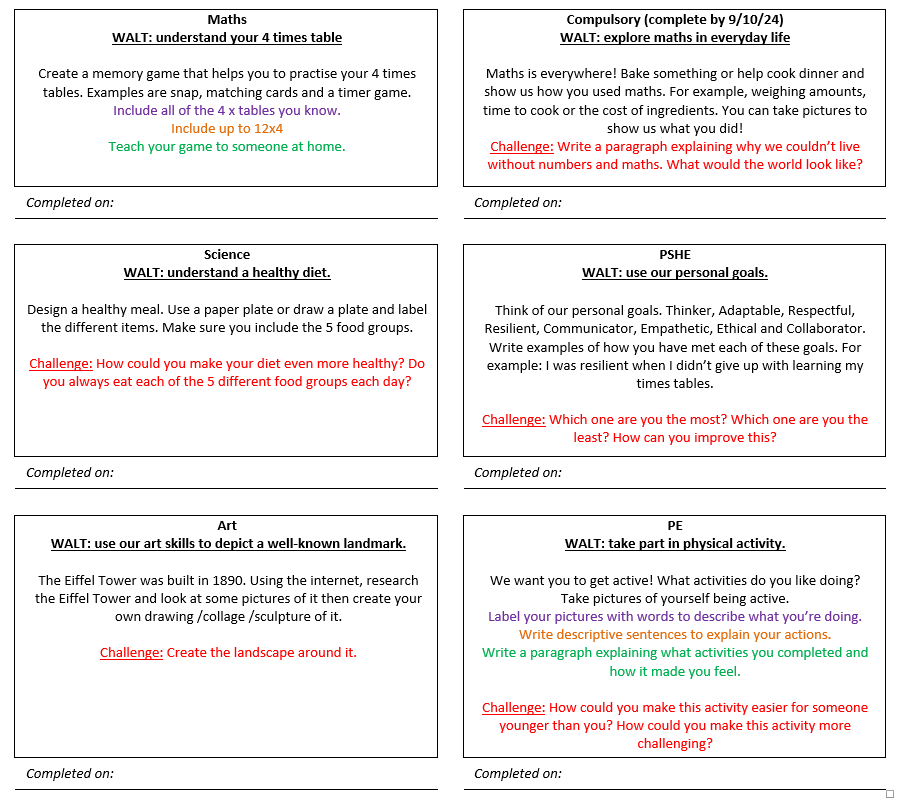 Maths
WALT: understand your 4 times table
Create a memory game that helps you to practise your 4 times
tables. Examples are snap, matching cards and a timer game.
Include all of the 4 x tables you know.
Include up to 12x4
Teach your game to someone at home.
Completed on:
Compulsory (complete by 9/10/24)
WALT: explore maths in everyday life
Maths is everywhere! Bake something or help cook dinner and
show us how you used maths. For example, weighing amounts,
time to cook or the cost of ingredients. You can take pictures to
show us what you did!
Challenge: Write a paragraph explaining why we couldn't live
without numbers and maths. What would the world look like?
Completed on:
Science
WALT: understand a healthy diet.
Design a healthy meal. Use a paper plate or draw a plate and label
the different items. Make sure you include the 5 food groups.
Challenge: How could you make your diet even more healthy? Do
you always eat each of the 5 different food groups each day?
Completed on:
PSHE
WALT: use our personal goals.
Think of our personal goals. Thinker, Adaptable, Respectful,
Resilient, Communicator, Empathetic, Ethical and Collaborator.
Write examples of how you have met each of these goals. For
example: I was resilient when I didn't give up with learning my
times tables.
Challenge: Which one are you the most? Which one are you the
least? How can you improve this?
Completed on:
Art
WALT: use our art skills to depict a well-known landmark.
The Eiffel Tower was built in 1890. Using the internet, research
the Eiffel Tower and look at some pictures of it then create your
own drawing /collage /sculpture of it.
Challenge: Create the landscape around it.
Completed on:
PE
WALT: take part in physical activity.
We want you to get active! What activities do you like doing?
Take pictures of yourself being active.
Label your pictures with words to describe what you're doing.
Write descriptive sentences to explain your actions.
Write a paragraph explaining what activities you completed and
how it made you feel.
Challenge: How could you make this activity easier for someone
younger than you? How could you make this activity more
challenging?
Completed on: